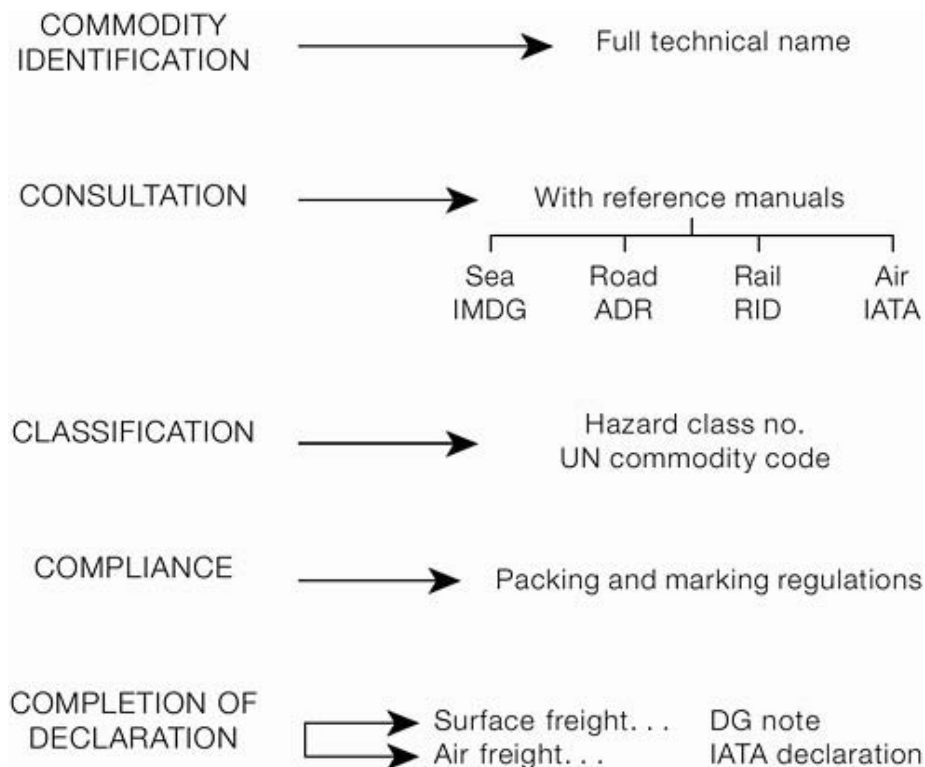 COMMODITY
IDENTIFICATION
Full technical name
CONSULTATION
With reference manuals
Sea
IMDG
Road
ADR
Rail
RID
Air
IATA
CLASSIFICATION
Hazard class no.
UN commodity code
COMPLIANCE
Packing and marking regulations
COMPLETION OF
DECLARATION
Surface freight. . . DG note
Air freight. . . IATA declaration